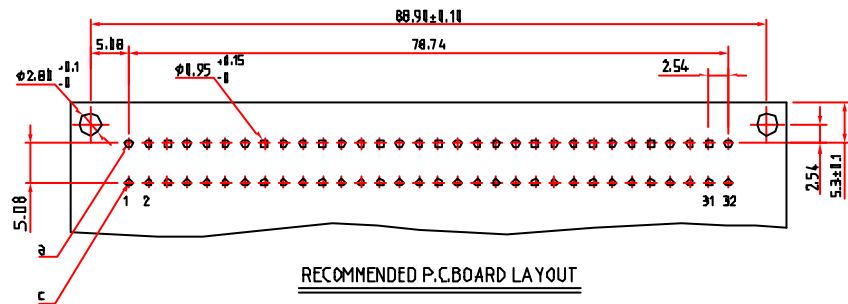 88.90±0.10
5.08
78.74
ϕ2.80 +0.1 -0
ϕ0.95 +0.15 -0
2.54
5.08
1 2 31 32
2.54
5.3±0.1
a
c
RECOMMENDED P.C.BOARD LAYOUT